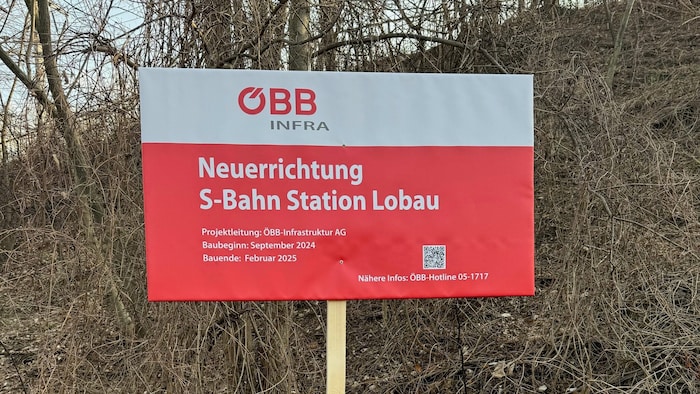 ÖBB
INFRA
Neuerrichtung
S-Bahn Station Lobau
Projektleitung: ÖBB-Infrastruktur AG
Baubeginn: September 2024
Bauende: Februar 2025
Nähere Infos: ÖBB-Hotline 05-1717